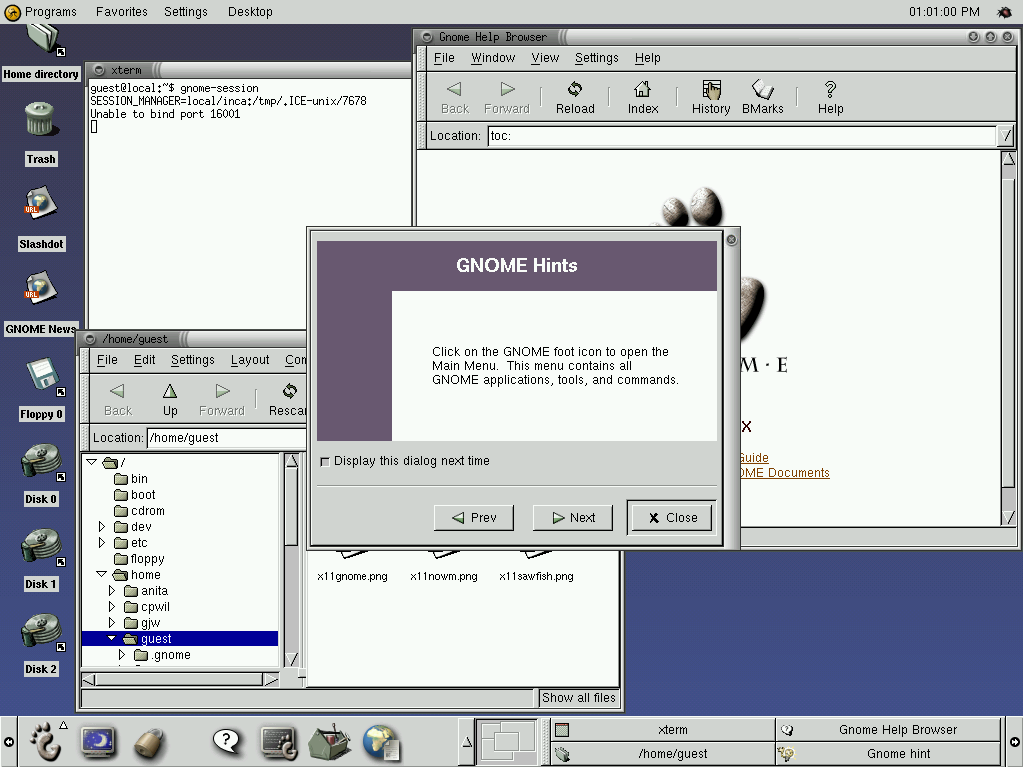 Programs Favorites Settings Desktop 01:01:00 PM
Home directory
Trash
Slashdot
GNOME News
Floppy 0
Disk 0
Disk 1
Disk 2
URL
URL
xterm
guest@local:~$ gnome-session
SESSION_MANAGER=local/inca:/tmp/.ICE-unix/7678
Unable to bind port 16001
Gnome Help Browser
File Window View Settings Help
Back Forward Reload Index History BMarks Help
Location: toc:
M · E
X
Guide
OME Documents
GNOME Hints
Click on the GNOME foot icon to open the
Main Menu. This menu contains all
GNOME applications, tools, and commands.
Display this dialog next time
Prev Next Close
/home/guest
File Edit Settings Layout Con
Back Up Forward Rescan
Location: /home/guest
/
bin
boot
cdrom
dev
etc
floppy
home
anita
cpwil
gjw
guest
.gnome
x11gnome.png x11nowm.png x11sawfish.png
Show all files
xterm Gnome Help Browser
/home/guest Gnome hint